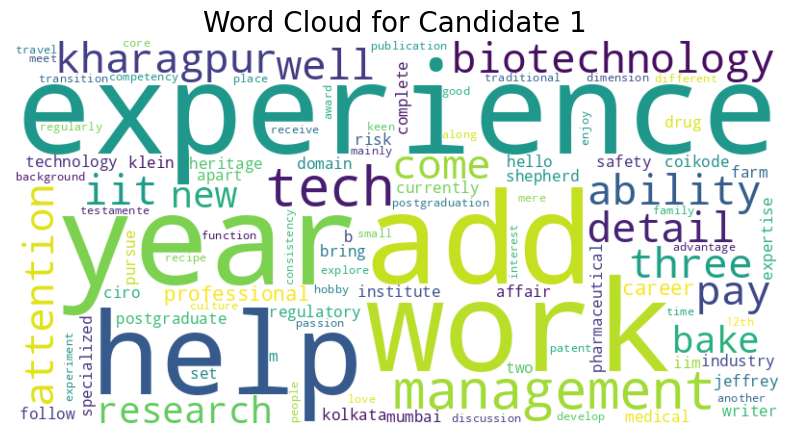 Word Cloud for Candidate 1
travel core publication
meet kharagpur well biotechnology
transition competency place traditional dimension different
experience
regularly award receive good complete keen along enjoy drug
mainly risk
technology klein heritage domain come hello safety coikode
background apart tech currently shepherd ability farm
iit new postgraduation family
testamente year add detail expertise
attention function b mere advantage
pursue recipe consistency bring small explore interest three
ciro professional hobby institute affair pharmaceutical career pay
culture regulatory work time
postgraduate passion 12th
specialized experiment help m two patent bake
set iim industry
people love management jeffrey
follow research kolkata mumbai discussion develop medical writer another